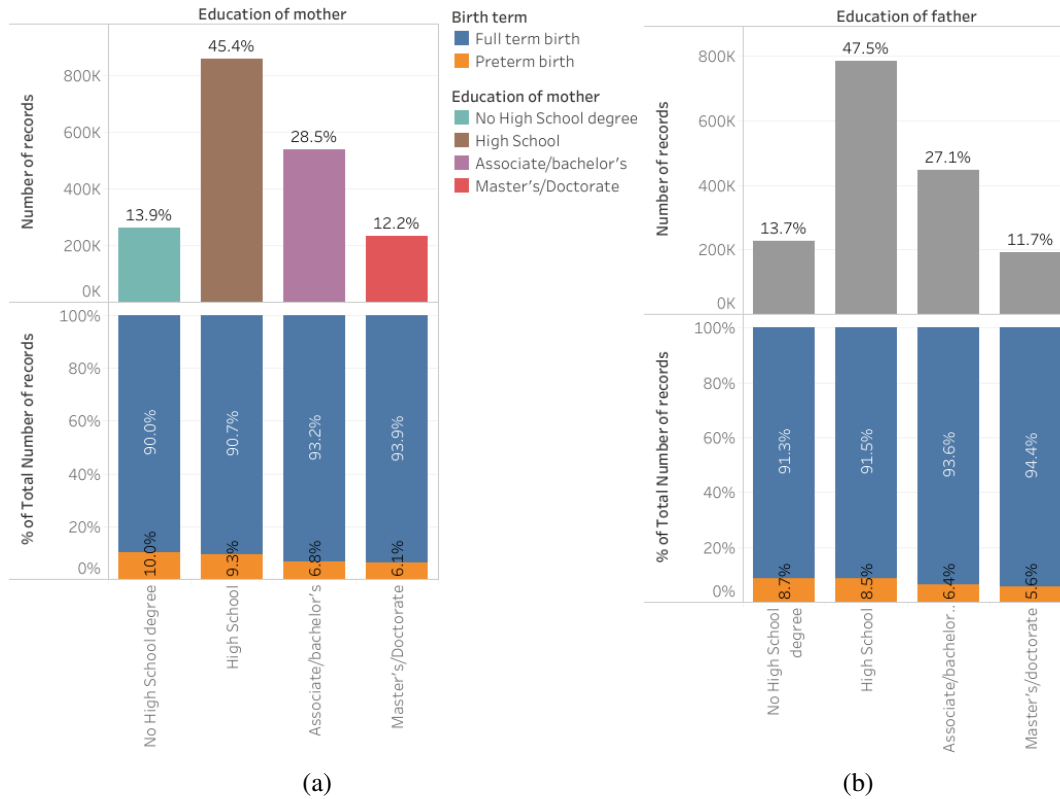 Education of mother
Number of records
800K
600K
400K
200K
0K
13.9%
45.4%
28.5%
12.2%
% of Total Number of records
100%
80%
60%
40%
20%
0%
90.0%
90.7%
93.2%
93.9%
10.0%
9.3%
6.8%
6.1%
No High School degree
High School
Associate/bachelor's
Master's/Doctorate
(a)
Birth term
Full term birth
Preterm birth
Education of mother
No High School degree
High School
Associate/bachelor's
Master's/Doctorate
Education of father
Number of records
800K
600K
400K
200K
0K
13.7%
47.5%
27.1%
11.7%
% of Total Number of records
100%
80%
60%
40%
20%
0%
91.3%
91.5%
93.6%
94.4%
8.7%
8.5%
6.4%
5.6%
No High School
degree
High School
Associate/bachelor..
Master's/doctorate
(b)